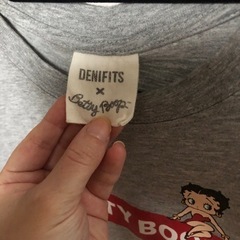 DENIFITS
×
Betty Boop
TY BOO